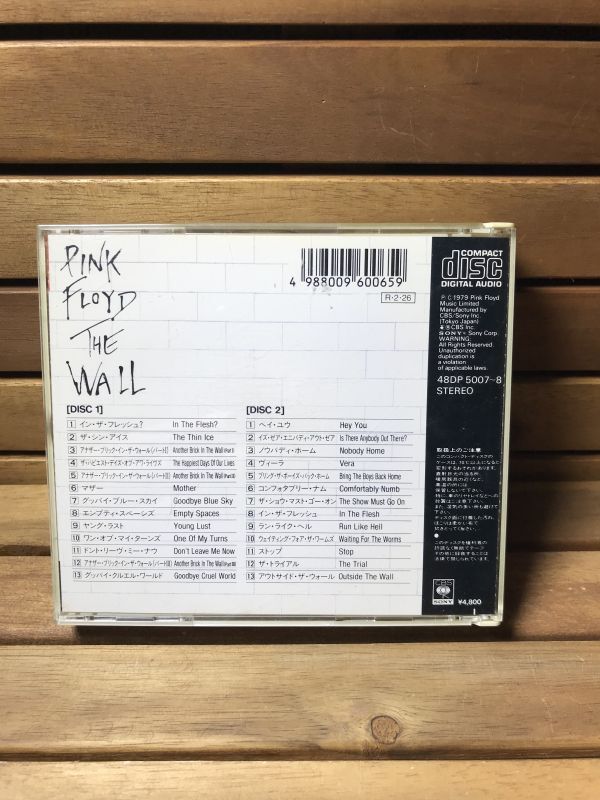 PINK
FLOYD
THE
WALL
4 988009 600659
R・2・26
COMPACT
disc
DIGITAL AUDIO
P. C 1979 Pink Floyd
Music Limited
Manufactured by
CBS/Sony Inc.
(Tokyo Japan)
CBS Inc.
SONY® Sony Corp.
WARNING:
All Rights Reserved.
Unauthorized
duplication is
a violation
of applicable laws.
48DP 5007~8
STEREO
[DISC 1]
1 イン・ザ・フレッシュ? In The Flesh?
2 ザ・シン・アイス The Thin Ice
3 アナザー・ブリック・イン・ザ・ウォール(パートI) Another Brick In The Wall (Part I)
4 ザ・ハピエスト・デイズ・オブ・アワ・ライヴズ The Happiest Days Of Our Lives
5 アナザー・ブリック・イン・ザ・ウォール(パートII) Another Brick In The Wall (Part II)
6 マザー Mother
7 グッバイ・ブルー・スカイ Goodbye Blue Sky
8 エンプティ・スペーシズ Empty Spaces
9 ヤング・ラスト Young Lust
10 ワン・オブ・マイ・ターンズ One Of My Turns
11 ドント・リーヴ・ミー・ナウ Don't Leave Me Now
12 アナザー・ブリック・イン・ザ・ウォール(パートIII) Another Brick In The Wall (Part III)
13 グッバイ・クルエル・ワールド Goodbye Cruel World
[DISC 2]
1 ヘイ・ユウ Hey You
2 イズ・ゼア・エニバディ・アウト・ゼア Is There Anybody Out There?
3 ノウバディ・ホーム Nobody Home
4 ヴィーラ Vera
5 ブリング・ザ・ボーイズ・バック・ホーム Bring The Boys Back Home
6 コンフォタブリー・ナム Comfortably Numb
7 ザ・ショウ・マスト・ゴー・オン The Show Must Go On
8 イン・ザ・フレッシュ In The Flesh
9 ラン・ライク・ヘル Run Like Hell
10 ウェイティング・フォア・ザ・ワームズ Waiting For The Worms
11 ストップ Stop
12 ザ・トライアル The Trial
13 アウトサイド・ザ・ウォール Outside The Wall
取扱上のご注意
このコンパクト・ディスクの
CBS
SONY
¥4,800